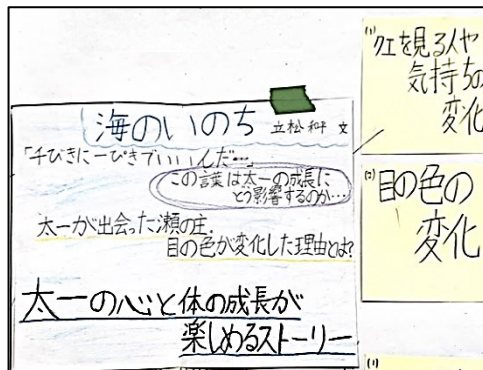 海のいのち
立松和平 文
「千びきに一ぴきでいいんだ…」
この言葉は太一の成長に
どう影響するのか…
太一が出会った瀬の主.
目の色が変化した理由とは?
太一の心と体の成長が
楽しめるストーリー
(1)クエを見る人や
気持ちの
変化
(2)目の色の
変化
(1)